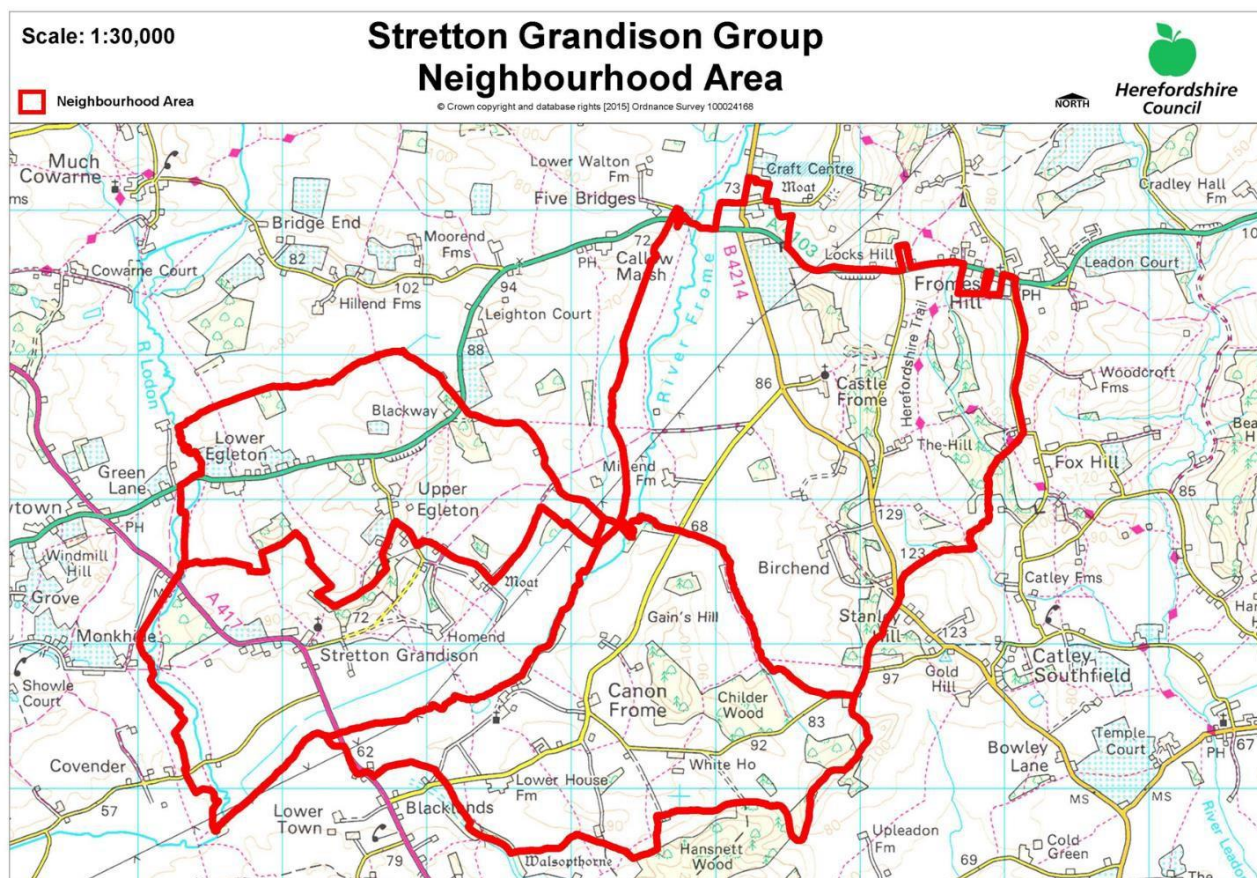 Scale: 1:30,000
Stretton Grandison Group
Neighbourhood Area
Neighbourhood Area
© Crown copyright and database rights [2015] Ordnance Survey 100024168
NORTH
Herefordshire
Council
Much
Cowarne
ms
Bridge End
82
Cowarne Court
Hillend Fms
102
Moorend
Fms
94
Leighton Court
88
Lower Walton
Fm
Five Bridges
72
PH
Callow
Marsh
73
Craft Centre
Moat
A4103
B4214
River Frome
Locks Hill
Fromes
Hill
PH
Leadon Court
Cradley Hall
Fm
Herefordshire Trail
Castle
Frome
86
Woodcroft
Fms
The Hill
Fox Hill
85
R Lodon
Blackway
Lower
Egleton
Green
Lane
PH
Upper
Egleton
Millend
Fm
68
129
123
Birchend
Catley Fms
Windmill
Hill
Grove
Monkhide
Showle
Court
A 417
72
Moat
Homend
Stretton Grandison
Gain's Hill
Stanley
Hill
123
Gold
Hill
97
Catley
Southfield
Canon
Frome
Childer
Wood
83
92
White Ho
Temple
Court
Bowley
Lane
MS
MS
PH
67
Covender
57
62
Lower House
Fm
Lower
Town
Blacklands
79
Walsopthorne
Hansnett
Wood
Upleadon
Fm
69
Cold
Green
River Leadon
The